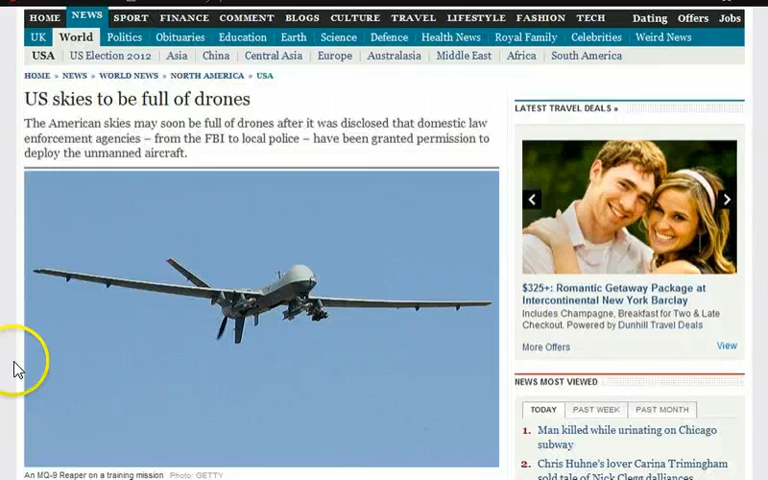 HOME NEWS SPORT FINANCE COMMENT BLOGS CULTURE TRAVEL LIFESTYLE FASHION TECH Dating Offers Jobs
UK World Politics Obituaries Education Earth Science Defence Health News Royal Family Celebrities Weird News
USA US Election 2012 Asia China Central Asia Europe Australasia Middle East Africa South America
HOME » NEWS » WORLD NEWS » NORTH AMERICA » USA
US skies to be full of drones
The American skies may soon be full of drones after it was disclosed that domestic law
enforcement agencies – from the FBI to local police – have been granted permission to
deploy the unmanned aircraft.
An MQ-9 Reaper on a training mission Photo: GETTY
LATEST TRAVEL DEALS »
$325+: Romantic Getaway Package at
Intercontinental New York Barclay
Includes Champagne, Breakfast for Two & Late
Checkout. Powered by Dunhill Travel Deals
More Offers View
NEWS MOST VIEWED
TODAY PAST WEEK PAST MONTH
1. Man killed while urinating on Chicago
subway
2. Chris Huhne's lover Carina Trimingham
sold tale of Nick Clegg dalliances